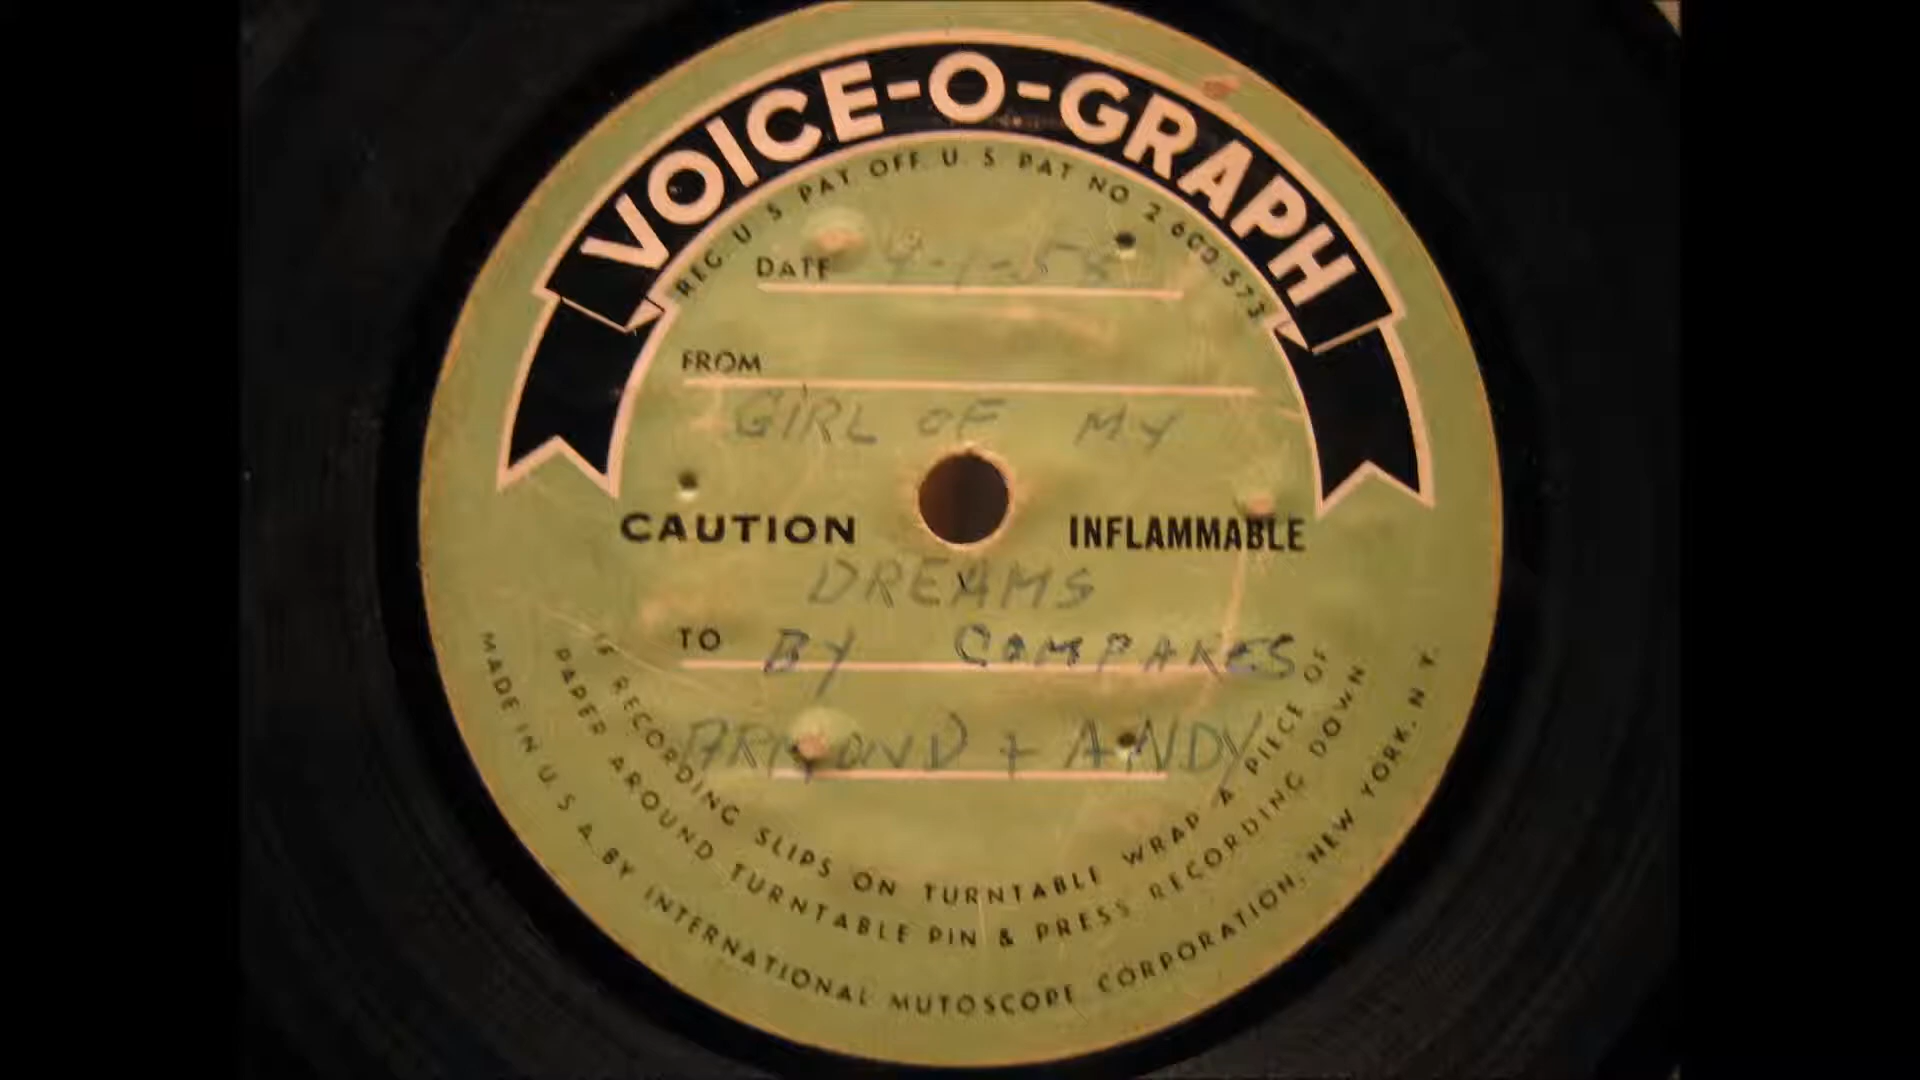 VOICE-O-GRAPH
REG. U S PAT. OFF. U. S PAT NO 2 600, 573
DATE
FROM
GIRL OF MY
CAUTION INFLAMMABLE
DREAMS
TO BY COMPARES
ARMOND + ANDY
IF RECORDING SLIPS ON TURNTABLE WRAP A PIECE OF
PAPER AROUND TURNTABLE PIN & PRESS RECORDING DOWN
MADE IN U. S. A. BY INTERNATIONAL MUTOSCOPE CORPORATION, NEW YORK, N. Y.